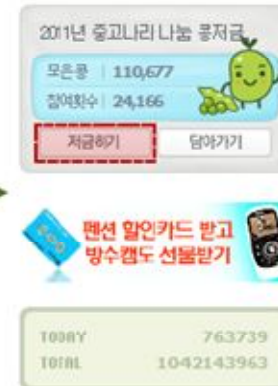 2011년 중고나라 나눔 콩저금
모은콩 110,677
참여횟수 24,166
저금하기 담아가기
펜션 할인카드 받고
방수캠도 선물받기
TODAY 763739
TOTAL 1042143963